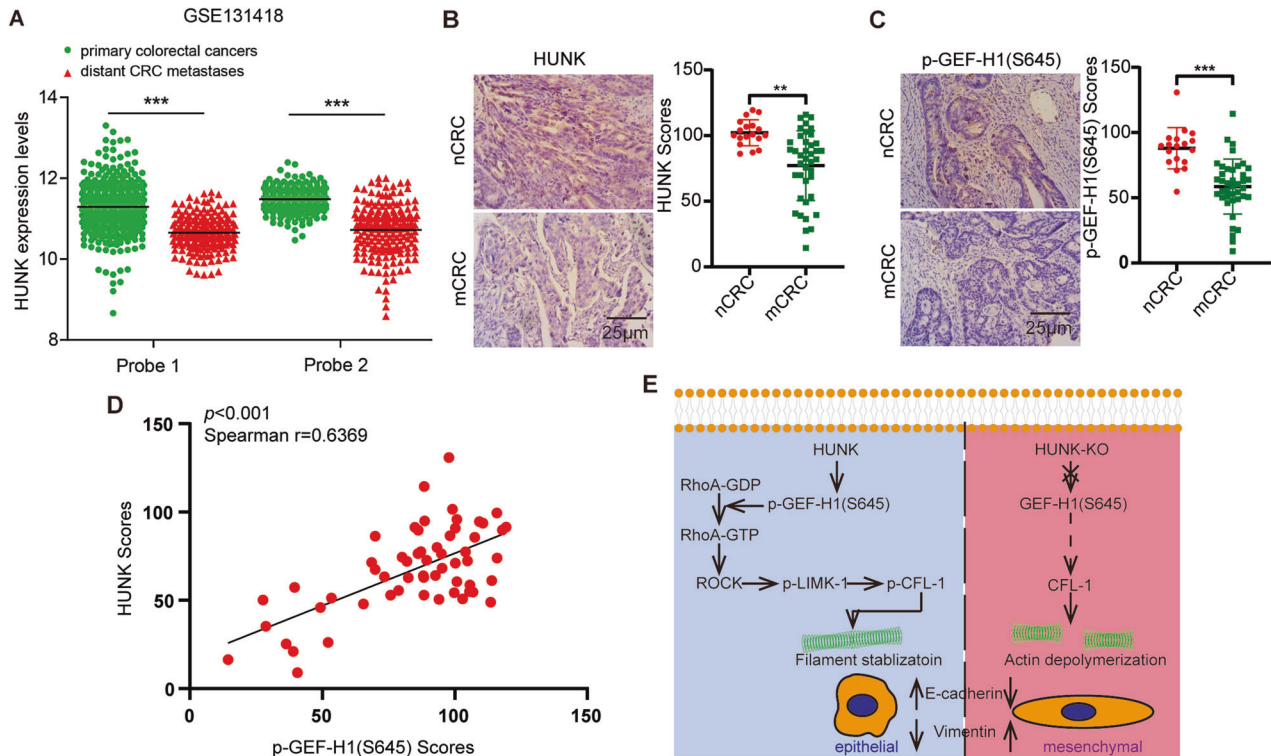 A
GSE131418
primary colorectal cancers
distant CRC metastases
HUNK expression levels
14
12
10
8
***
***
Probe 1
Probe 2
B
HUNK
nCRC
mCRC
25μm
HUNK Scores
150
100
50
0
**
nCRC
mCRC
C
p-GEF-H1(S645)
nCRC
mCRC
25μm
p-GEF-H1(S645) Scores
150
100
50
0
***
nCRC
mCRC
D
p<0.001
Spearman r=0.6369
HUNK Scores
150
100
50
0
0
50
100
150
p-GEF-H1(S645) Scores
E
HUNK
RhoA-GDP
p-GEF-H1(S645)
RhoA-GTP
ROCK
p-LIMK-1
p-CFL-1
Filament stablizatoin
E-cadherin
Vimentin
epithelial
HUNK-KO
GEF-H1(S645)
CFL-1
Actin depolymerization
mesenchymal